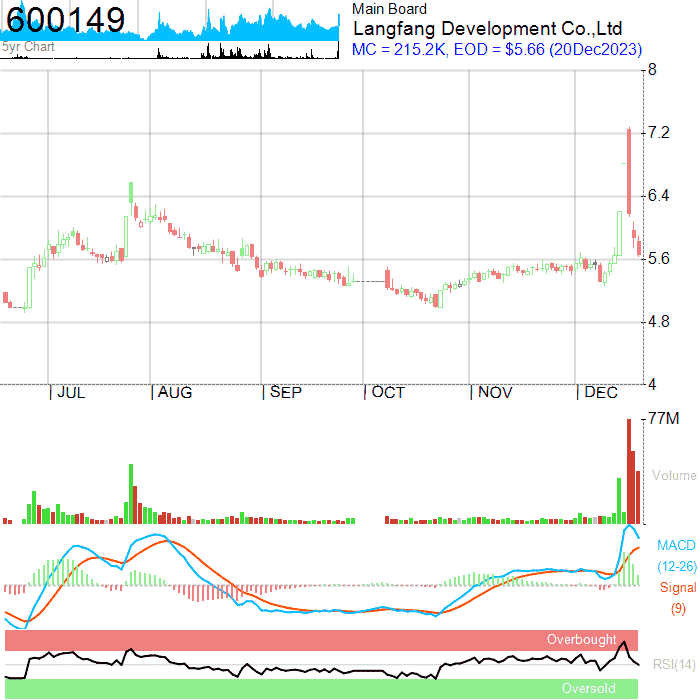 600149
5yr Chart
Main Board
Langfang Development Co.,Ltd
MC = 215.2K, EOD = $5.66 (20Dec2023)
8
7.2
6.4
5.6
4.8
4
JUL AUG SEP OCT NOV DEC
77M
Volume
MACD
(12-26)
Signal
(9)
Overbought
RSI(14)
Oversold